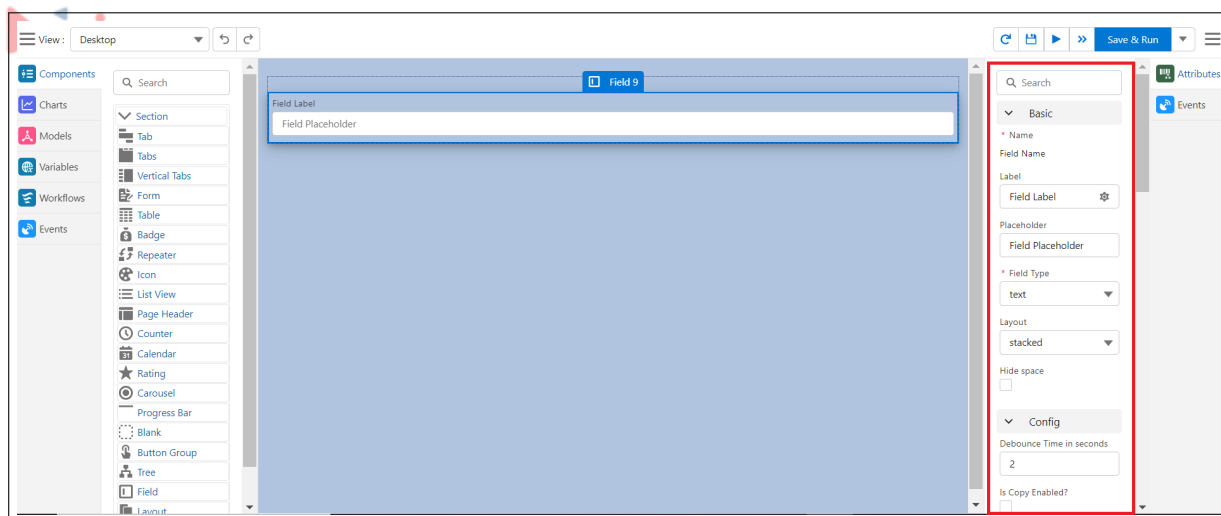 View :
Desktop
Save & Run
Components
Charts
Models
Variables
Workflows
Events
Search
Section
Tab
Tabs
Vertical Tabs
Form
Table
Badge
Repeater
Icon
List View
Page Header
Counter
31
Calendar
Rating
Carousel
Progress Bar
Blank
Button Group
Tree
Field
Layout
Field 9
Field Label
Field Placeholder
Search
Basic
* Name
Field Name
Label
Field Label
Placeholder
Field Placeholder
* Field Type
text
Layout
stacked
Hide space
Config
Debounce Time in seconds
2
Is Copy Enabled?
Attributes
Events